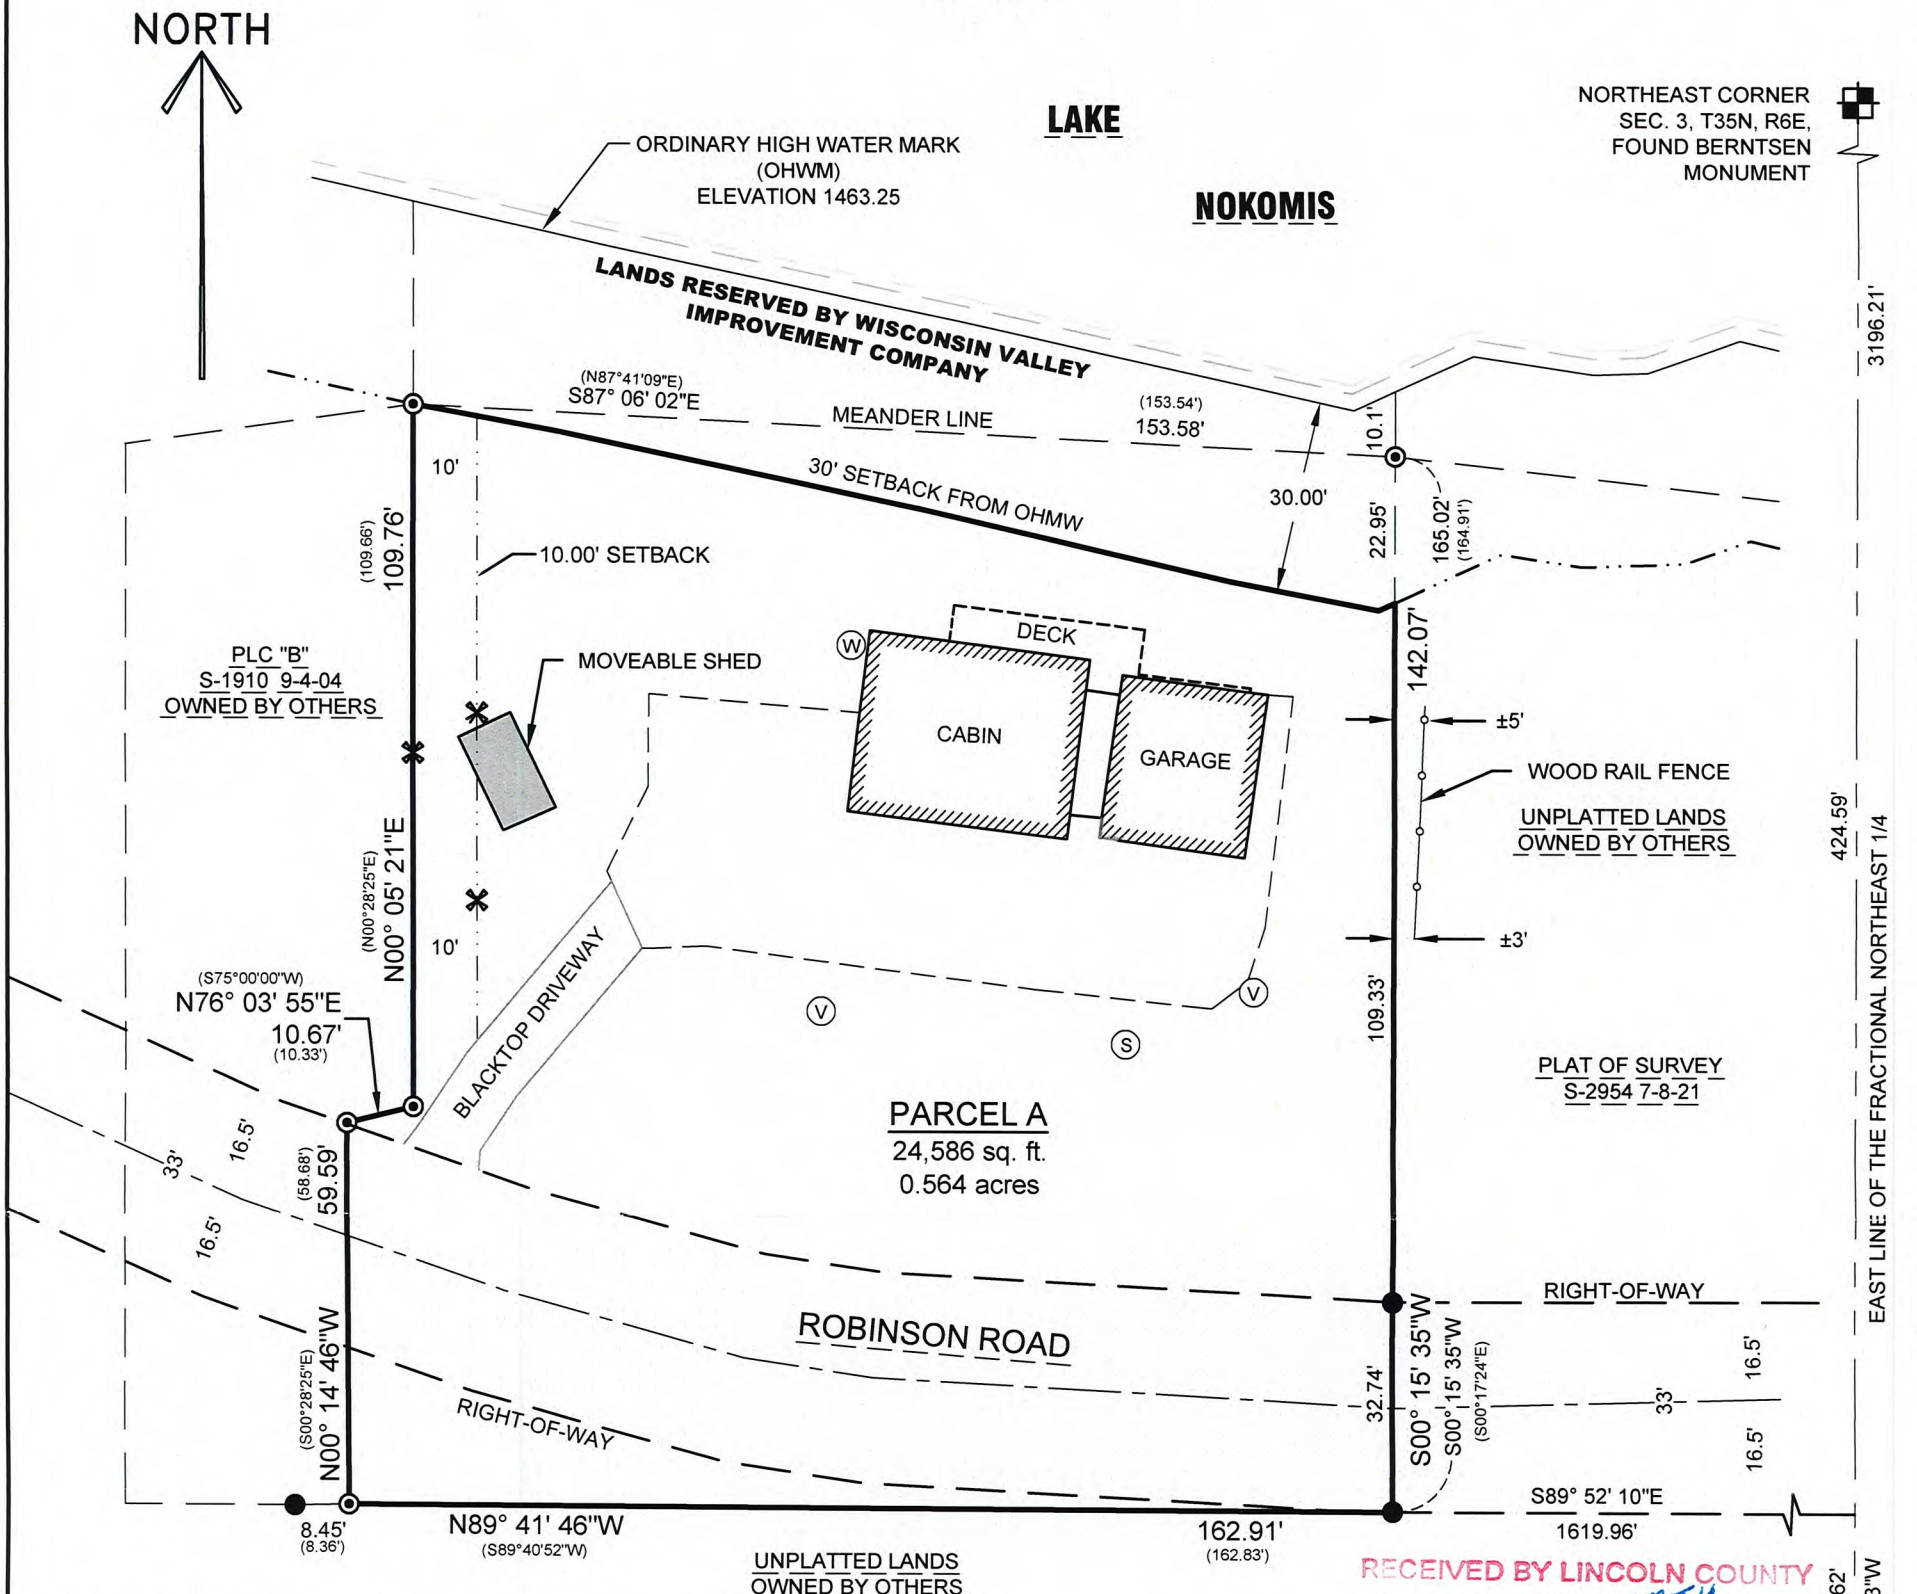 NORTH
LAKE
NOKOMIS
ORDINARY HIGH WATER MARK
(OHWM)
ELEVATION 1463.25
NORTHEAST CORNER
SEC. 3, T35N, R6E,
FOUND BERNTSEN
MONUMENT
3196.21'
LANDS RESERVED BY WISCONSIN VALLEY
IMPROVEMENT COMPANY
(N87°41'09"E)
S87° 06' 02"E
MEANDER LINE
(153.54')
153.58'
10.1'
30' SETBACK FROM OHMW
30.00'
22.95'
165.02'
(164.91')
10'
(109.66')
109.76'
10.00' SETBACK
142.07'
PLC "B"
S-1910 9-4-04
OWNED BY OTHERS
MOVEABLE SHED
W
DECK
CABIN
GARAGE
±5'
WOOD RAIL FENCE
UNPLATTED LANDS
OWNED BY OTHERS
424.59'
EAST LINE OF THE FRACTIONAL NORTHEAST 1/4
(N00°28'25"E)
N00° 05' 21"E
10'
±3'
(S75°00'00"W)
N76° 03' 55"E
10.67'
(10.33')
BLACKTOP DRIVEWAY
V
V
S
109.33'
PLAT OF SURVEY
S-2954 7-8-21
PARCEL A
24,586 sq. ft.
0.564 acres
33'
16.5'
16.5'
(58.68')
59.59'
ROBINSON ROAD
RIGHT-OF-WAY
RIGHT-OF-WAY
(S00°28'25"E)
N00° 14' 46"W
32.74'
S00° 15' 35"W
S00° 15' 35"W
(S00°17'24"E)
16.5'
33'
16.5'
S89° 52' 10"E
1619.96'
8.45'
(8.36')
N89° 41' 46"W
(S89°40'52"W)
162.91'
(162.83')
UNPLATTED LANDS
OWNED BY OTHERS
RECEIVED BY LINCOLN COUNTY
62'
3"W